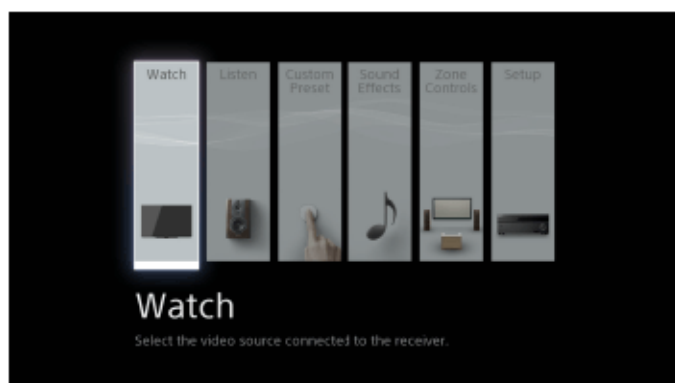 Watch
Listen
Custom
Preset
Sound
Effects
Zone
Controls
Setup
Watch
Select the video source connected to the receiver.